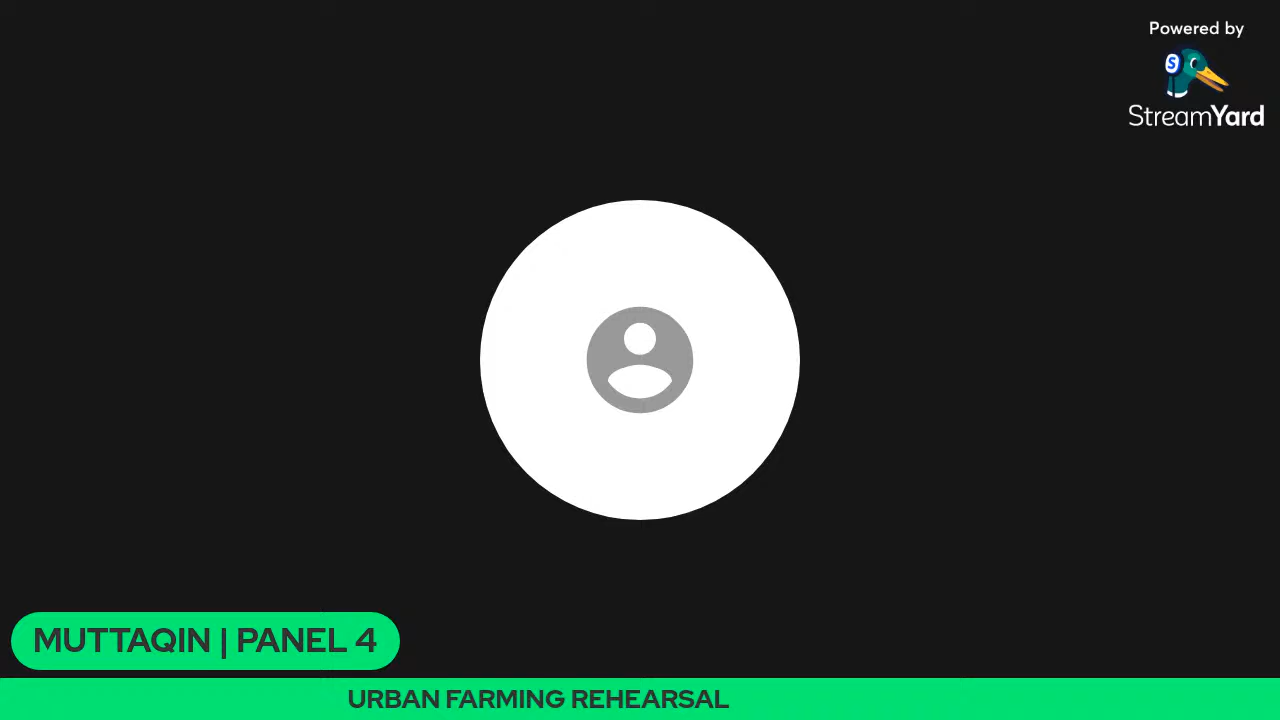 Powered by
S
StreamYard
MUTTAQIN | PANEL 4
URBAN FARMING REHEARSAL